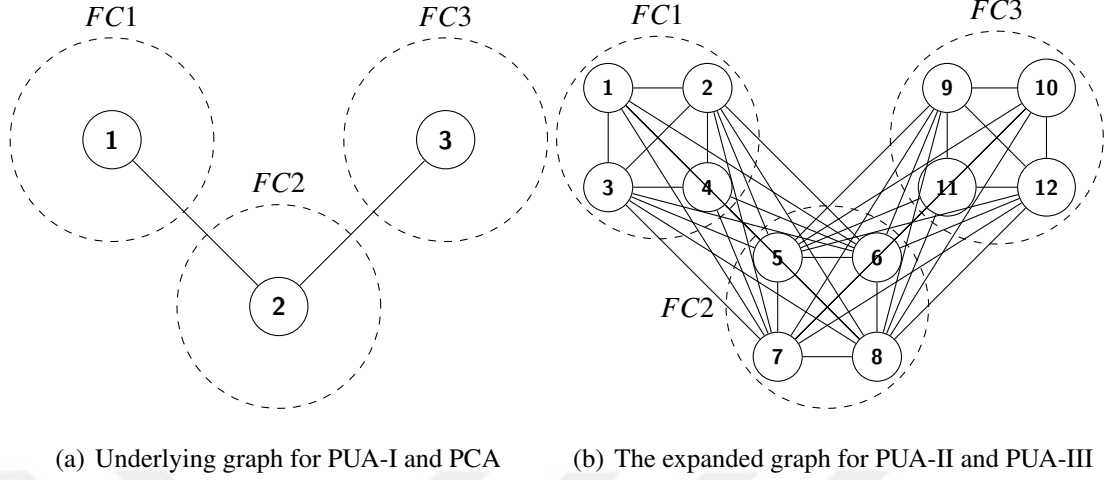 FC1
FC3
1
3
FC2
2
FC1
FC3
1
2
9
10
3
4
11
12
5
6
FC2
7
8
(a) Underlying graph for PUA-I and PCA
(b) The expanded graph for PUA-II and PUA-III